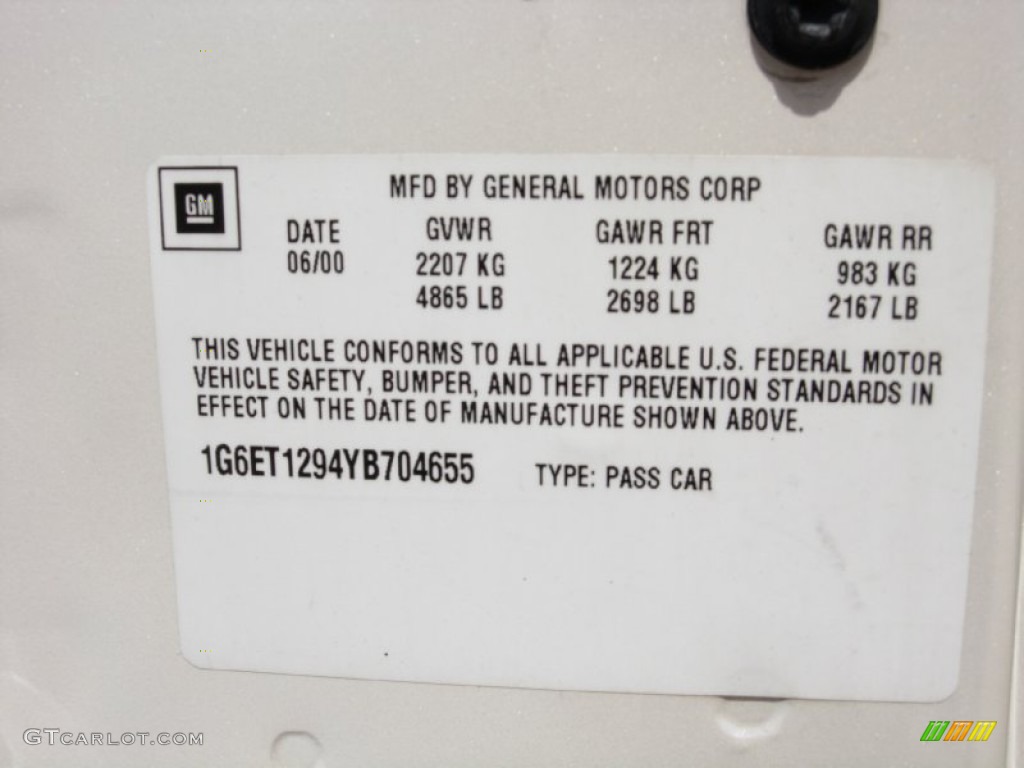 MFD BY GENERAL MOTORS CORP
GM
DATE GVWR GAWR FRT GAWR RR
06/00 2207 KG 1224 KG 983 KG
4865 LB 2698 LB 2167 LB
THIS VEHICLE CONFORMS TO ALL APPLICABLE U.S. FEDERAL MOTOR
VEHICLE SAFETY, BUMPER, AND THEFT PREVENTION STANDARDS IN
EFFECT ON THE DATE OF MANUFACTURE SHOWN ABOVE.
1G6ET1294YB704655 TYPE: PASS CAR
GTCARLOT.COM